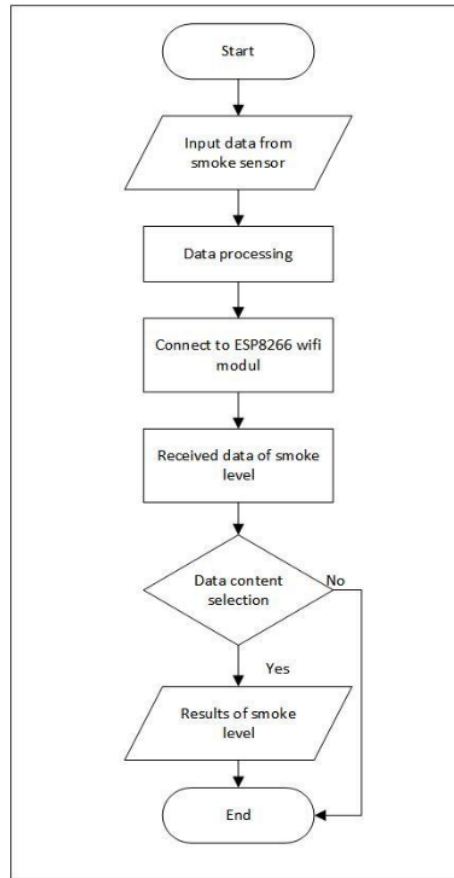 Start
Input data from
smoke sensor
Data processing
Connect to ESP8266 wifi
modul
Received data of smoke
level
Data content
selection
No
Yes
Results of smoke
level
End